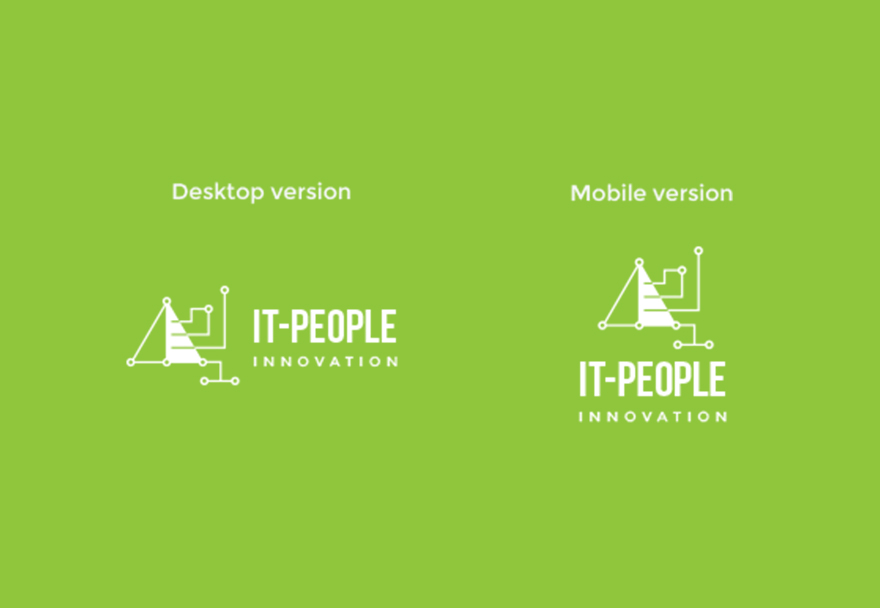 Desktop version
IT-PEOPLE
INNOVATION
Mobile version
IT-PEOPLE
INNOVATION